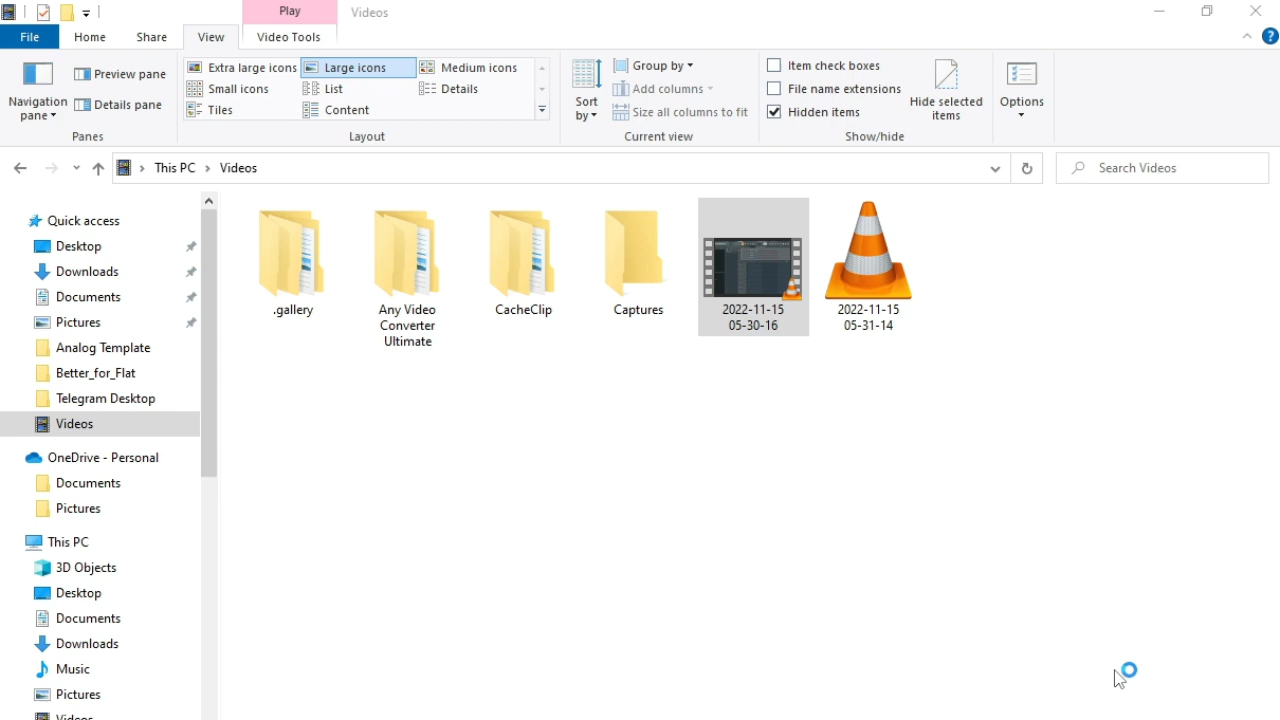 Play
Videos
File
Home
Share
View
Video Tools
Navigation pane
Preview pane
Details pane
Panes
Extra large icons
Large icons
Medium icons
Small icons
List
Details
Tiles
Content
Layout
Sort by
Group by
Add columns
Size all columns to fit
Current view
Item check boxes
File name extensions
Hidden items
Hide selected items
Show/hide
Options
This PC
Videos
Search Videos
Quick access
Desktop
Downloads
Documents
Pictures
Analog Template
Better_for_Flat
Telegram Desktop
Videos
OneDrive - Personal
Documents
Pictures
This PC
3D Objects
Desktop
Documents
Downloads
Music
Pictures
Videos
.gallery
Any Video
Converter
Ultimate
CacheClip
Captures
2022-11-15
05-30-16
2022-11-15
05-31-14